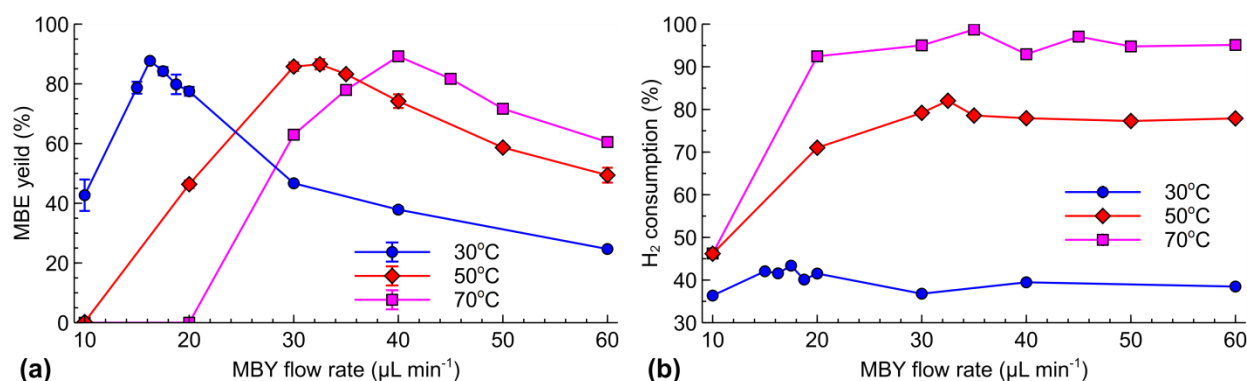 100
80
60
40
20
0
MBE yeild (%)
30°C
50°C
70°C
10 20 30 40 50 60
(a) MBY flow rate (µL min⁻¹)
100
90
80
70
60
50
40
30
H₂ consumption (%)
30°C
50°C
70°C
10 20 30 40 50 60
(b) MBY flow rate (µL min⁻¹)